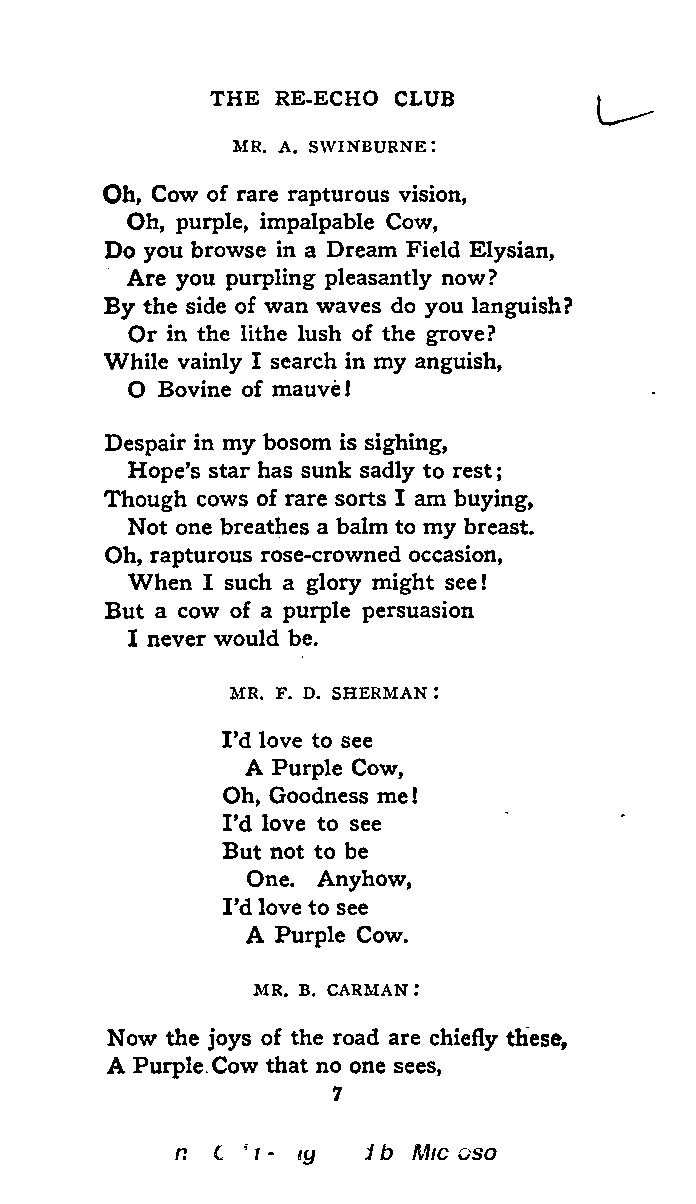 THE RE-ECHO CLUB
MR. A. SWINBURNE:
Oh, Cow of rare rapturous vision,
Oh, purple, impalpable Cow,
Do you browse in a Dream Field Elysian,
Are you purpling pleasantly now?
By the side of wan waves do you languish?
Or in the lithe lush of the grove?
While vainly I search in my anguish,
O Bovine of mauve!
Despair in my bosom is sighing,
Hope's star has sunk sadly to rest;
Though cows of rare sorts I am buying,
Not one breathes a balm to my breast.
Oh, rapturous rose-crowned occasion,
When I such a glory might see!
But a cow of a purple persuasion
I never would be.
MR. F. D. SHERMAN:
I'd love to see
A Purple Cow,
Oh, Goodness me!
I'd love to see
But not to be
One. Anyhow,
I'd love to see
A Purple Cow.
MR. B. CARMAN:
Now the joys of the road are chiefly these,
A Purple Cow that no one sees,
7